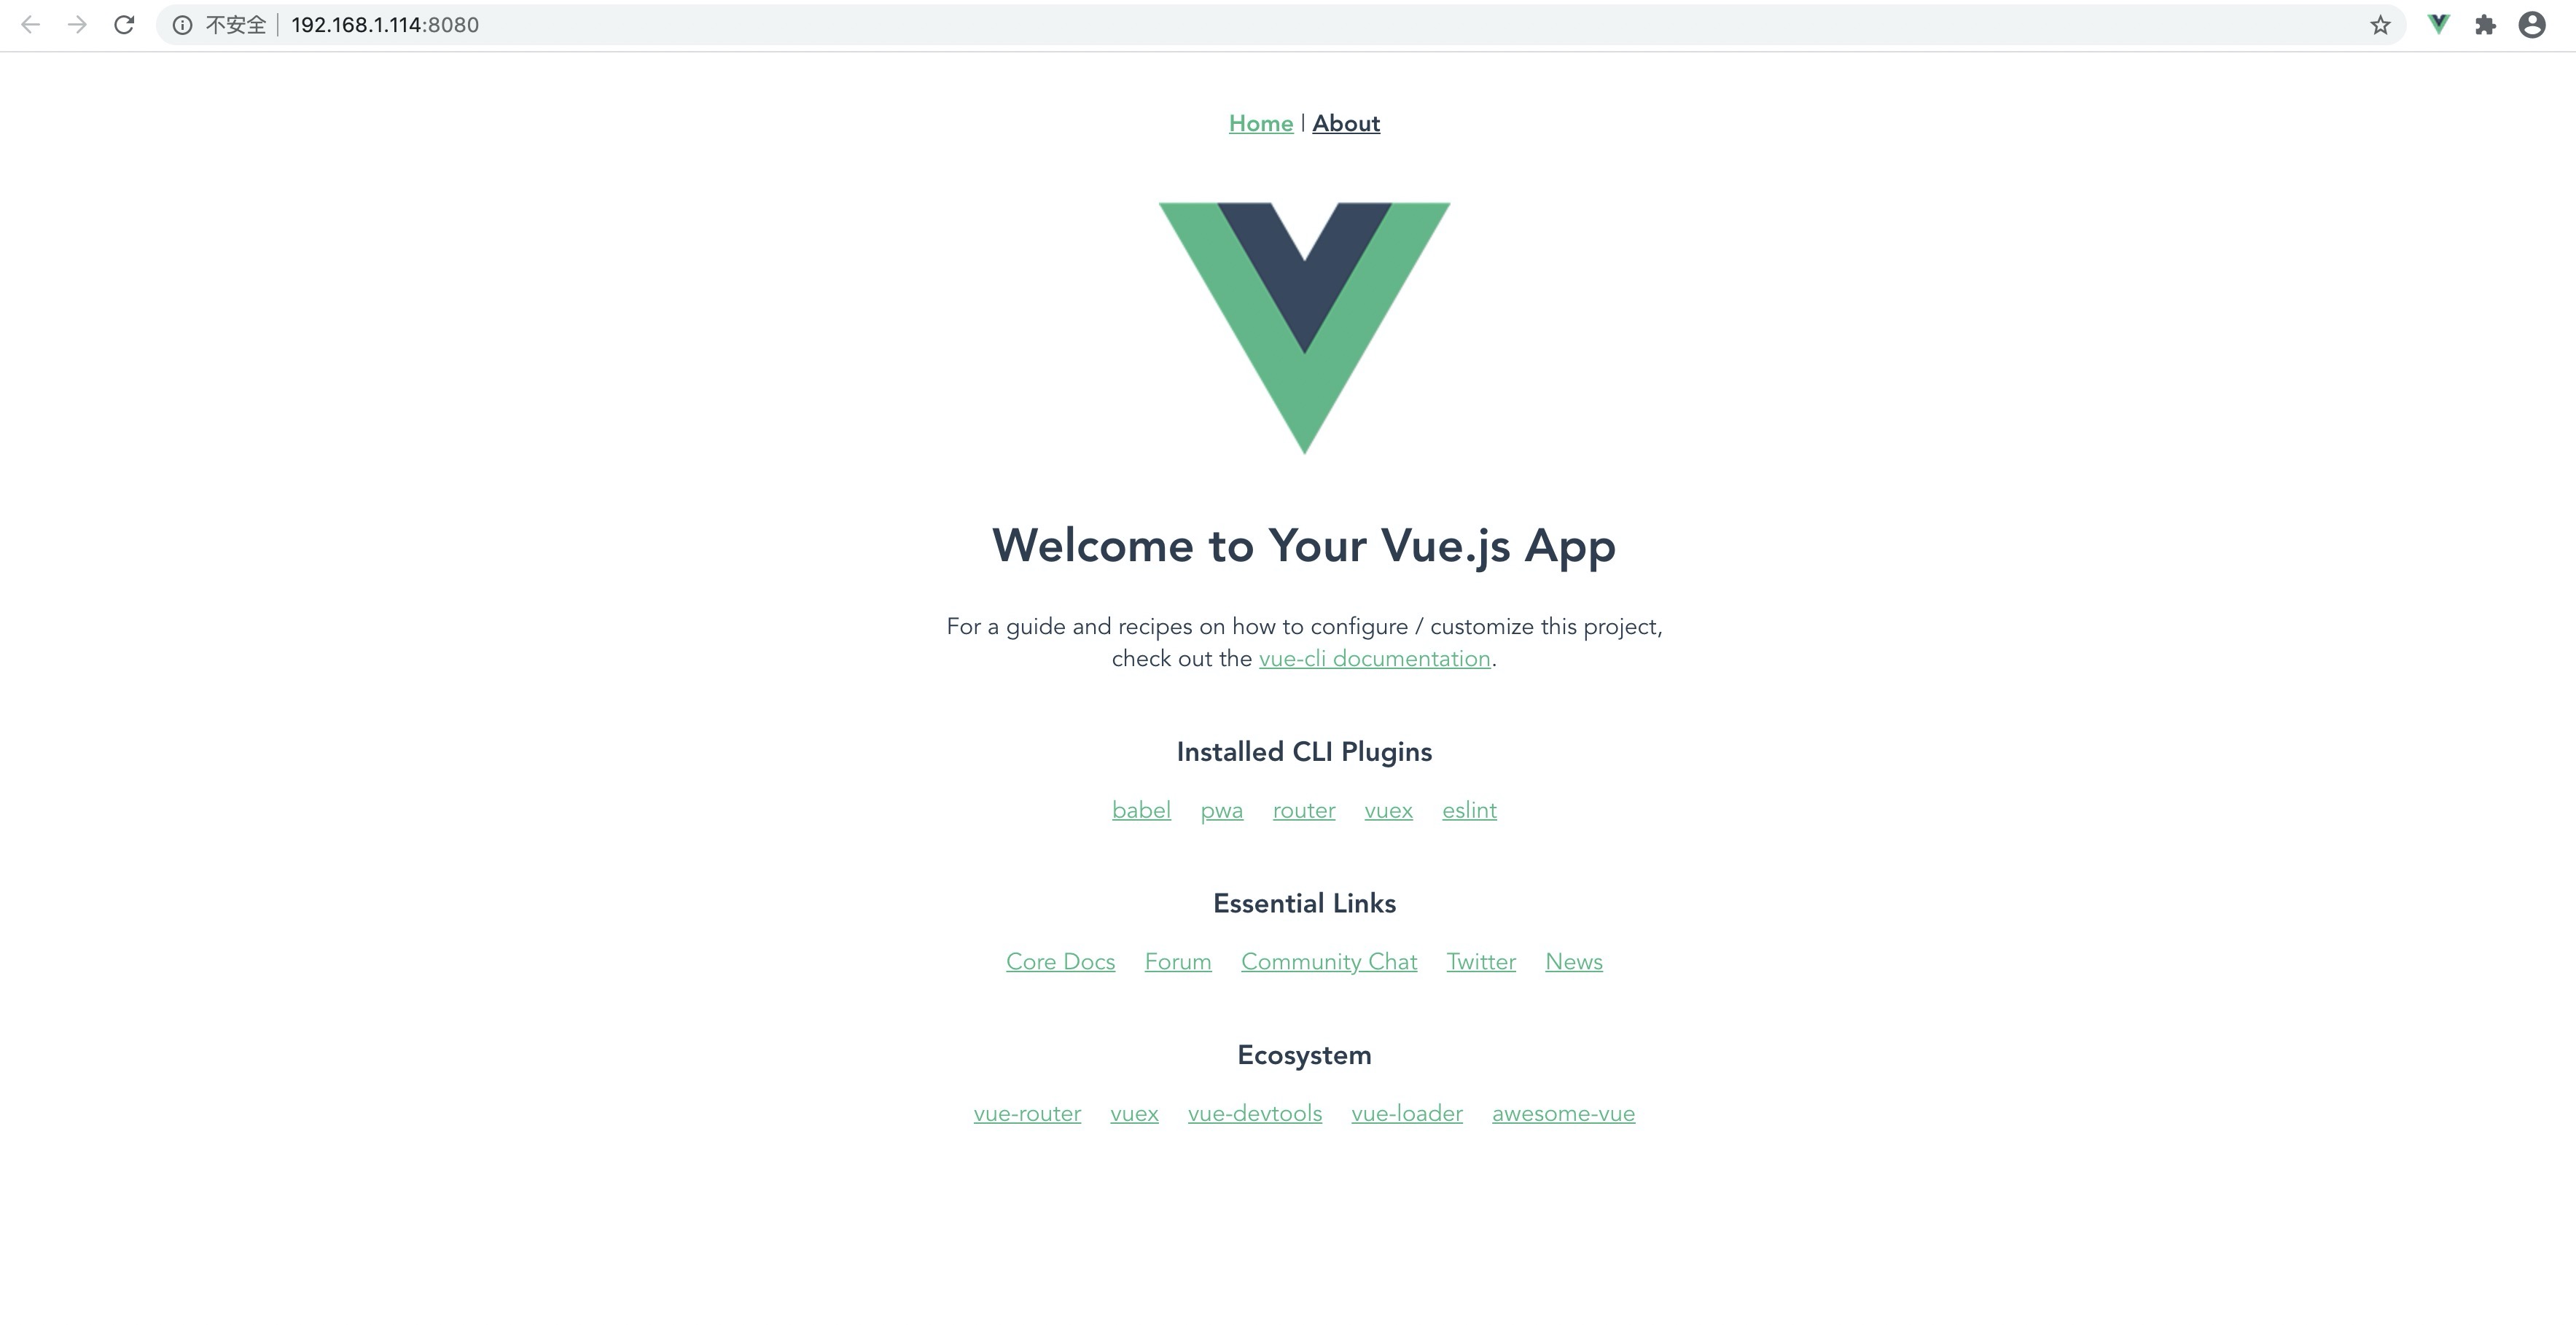 不安全 | 192.168.1.114:8080
Home | About
Welcome to Your Vue.js App
For a guide and recipes on how to configure / customize this project,
check out the vue-cli documentation.
Installed CLI Plugins
babel pwa router vuex eslint
Essential Links
Core Docs Forum Community Chat Twitter News
Ecosystem
vue-router vuex vue-devtools vue-loader awesome-vue